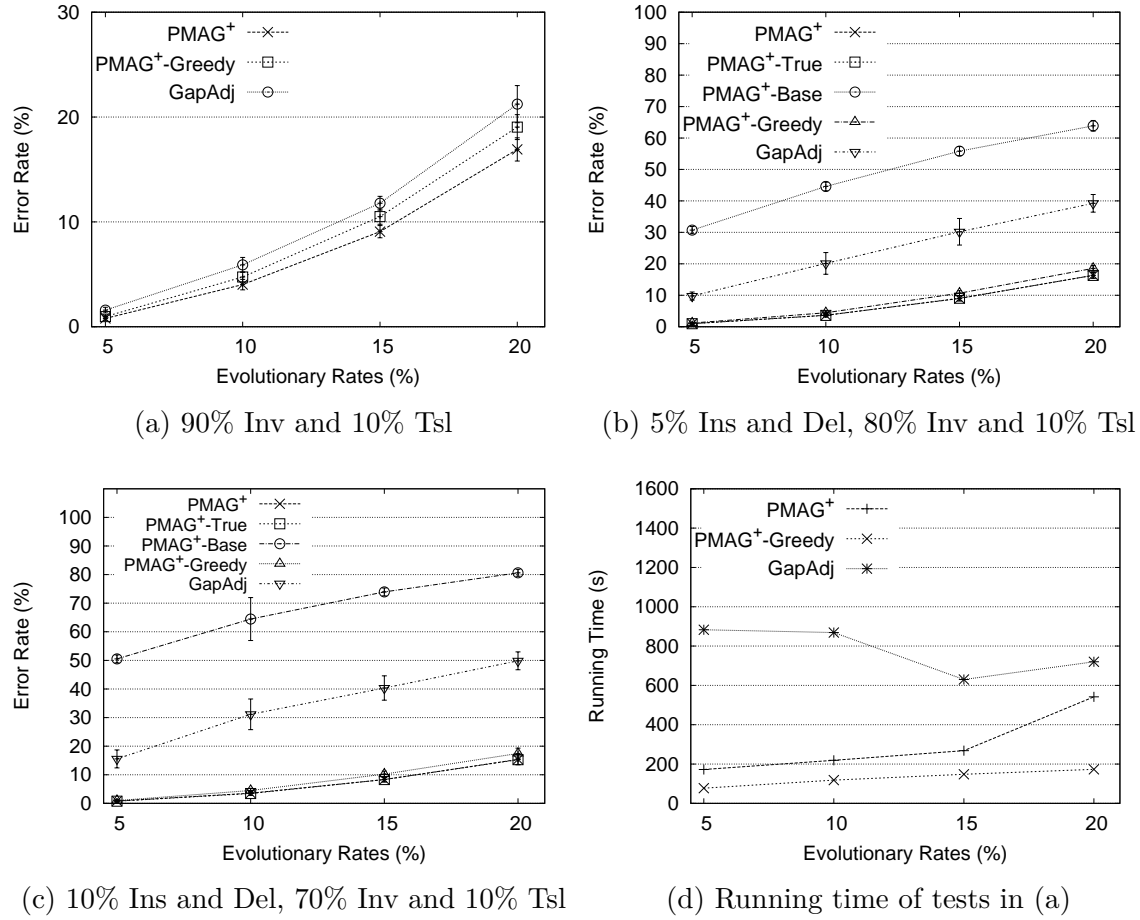 30
20
10
0
5
10
15
20
Error Rate (%)
Evolutionary Rates (%)
PMAG+
PMAG+-Greedy
GapAdj
(a) 90% Inv and 10% Tsl
100
90
80
70
60
50
40
30
20
10
0
5
10
15
20
Error Rate (%)
Evolutionary Rates (%)
PMAG+
PMAG+-True
PMAG+-Base
PMAG+-Greedy
GapAdj
(b) 5% Ins and Del, 80% Inv and 10% Tsl
100
90
80
70
60
50
40
30
20
10
0
5
10
15
20
Error Rate (%)
Evolutionary Rates (%)
PMAG+
PMAG+-True
PMAG+-Base
PMAG+-Greedy
GapAdj
(c) 10% Ins and Del, 70% Inv and 10% Tsl
1600
1400
1200
1000
800
600
400
200
0
5
10
15
20
Running Time (s)
Evolutionary Rates (%)
PMAG+
PMAG+-Greedy
GapAdj
(d) Running time of tests in (a)